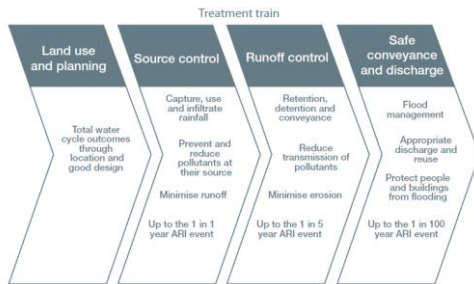 Treatment train
Land use
and planning
Total water
cycle outcomes
through
location and
good design
Source control
Capture, use
and infiltrate
rainfall
Prevent and
reduce
pollutants at
their source
Minimise runoff
Up to the 1 in 1
year ARI event
Runoff control
Retention,
detention and
conveyance
Reduce
transmission of
pollutants
Minimise erosion
Up to the 1 in 5
year ARI event
Safe
conveyance
and discharge
Flood
management
Appropriate
discharge and
reuse
Protect people
and buildings
from flooding
Up to the 1 in 100
year ARI event